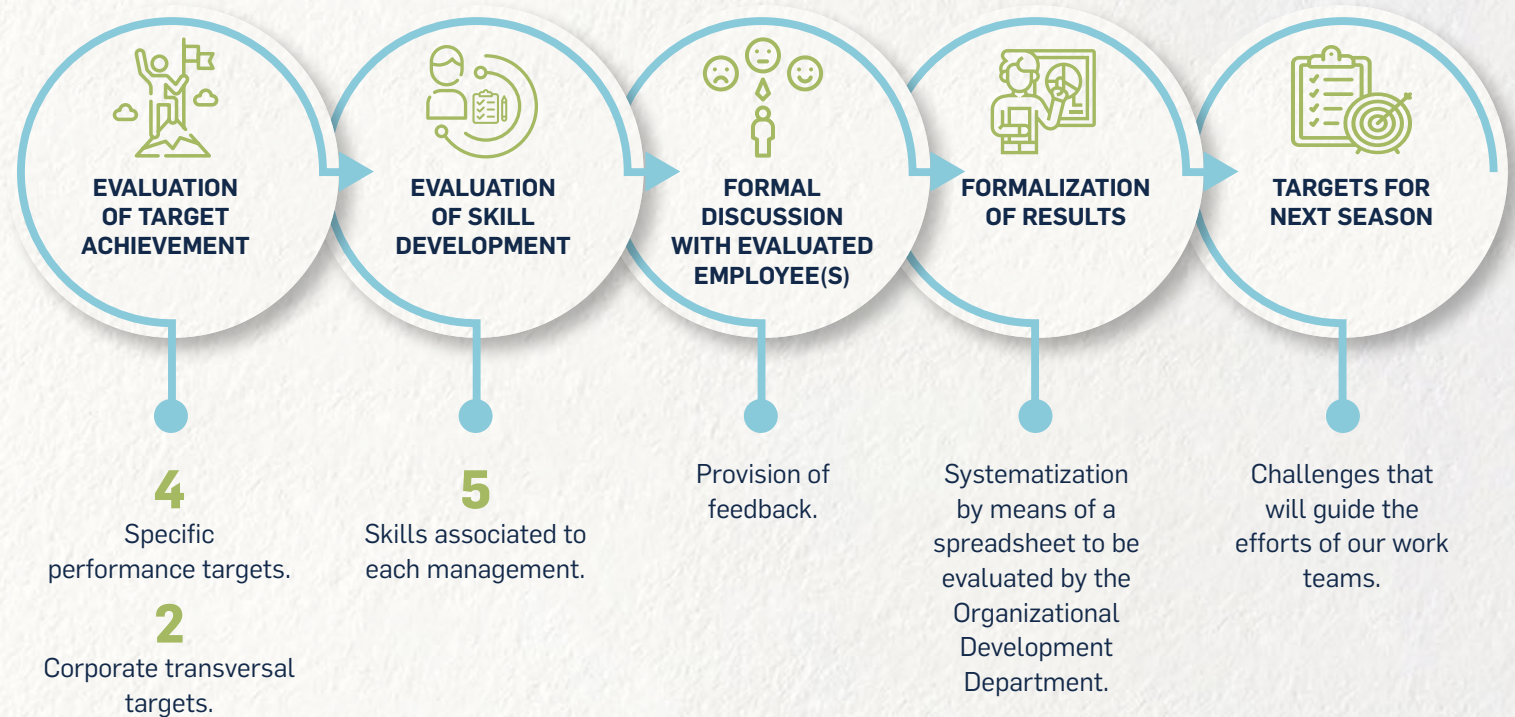 EVALUATION
OF TARGET
ACHIEVEMENT
EVALUATION
OF SKILL
DEVELOPMENT
FORMAL
DISCUSSION
WITH EVALUATED
EMPLOYEE(S)
FORMALIZATION
OF RESULTS
TARGETS FOR
NEXT SEASON
4
Specific
performance targets.
2
Corporate transversal
targets.
5
Skills associated to
each management.
Provision of
feedback.
Systematization
by means of a
spreadsheet to be
evaluated by the
Organizational
Development
Department.
Challenges that
will guide the
efforts of our work
teams.